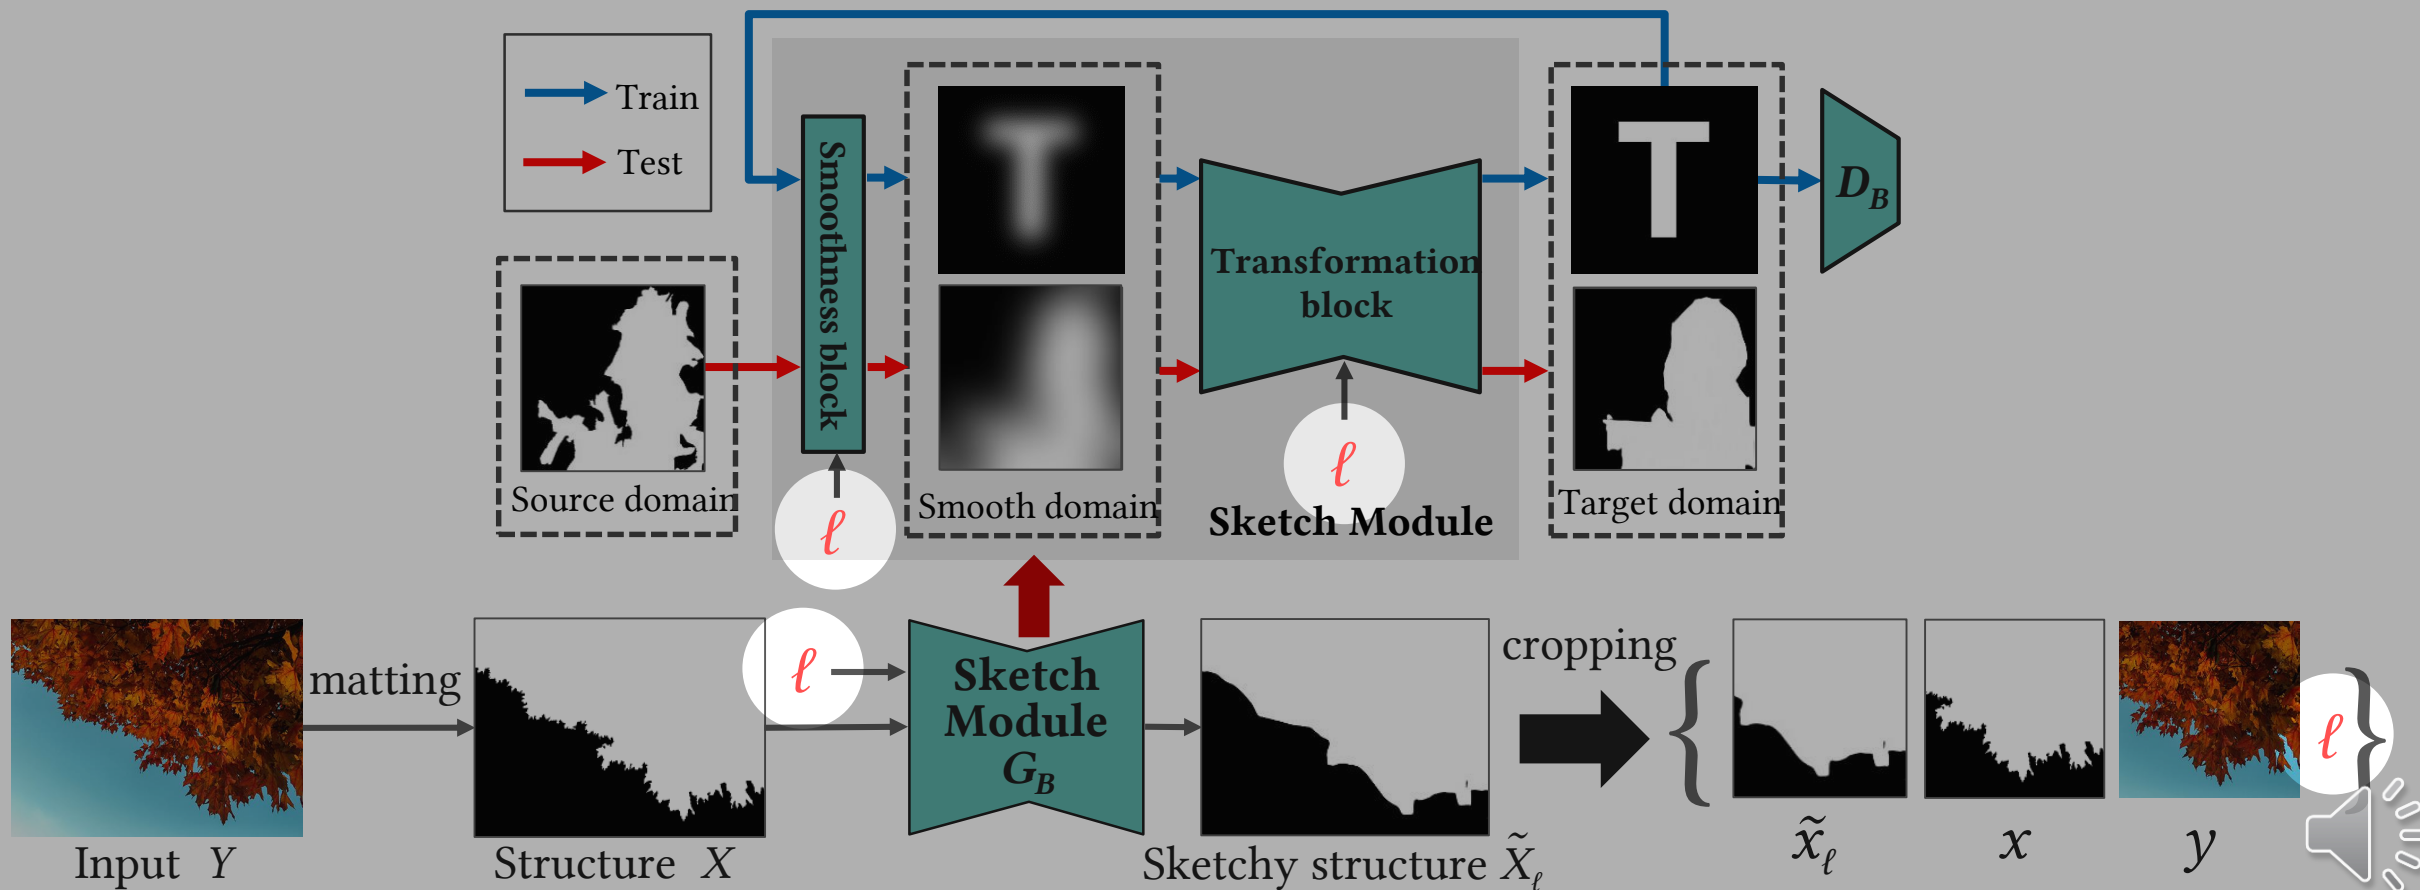 Train
Test
Smoothness block
Source domain
Smooth domain
T
Transformation
block
ℓ
ℓ
Sketch Module
T
Target domain
D_B
Input Y
matting
Structure X
ℓ
Sketch
Module
G_B
Sketchy structure X̃_ℓ
cropping
{
ℓ
}
x̃_ℓ
x
y